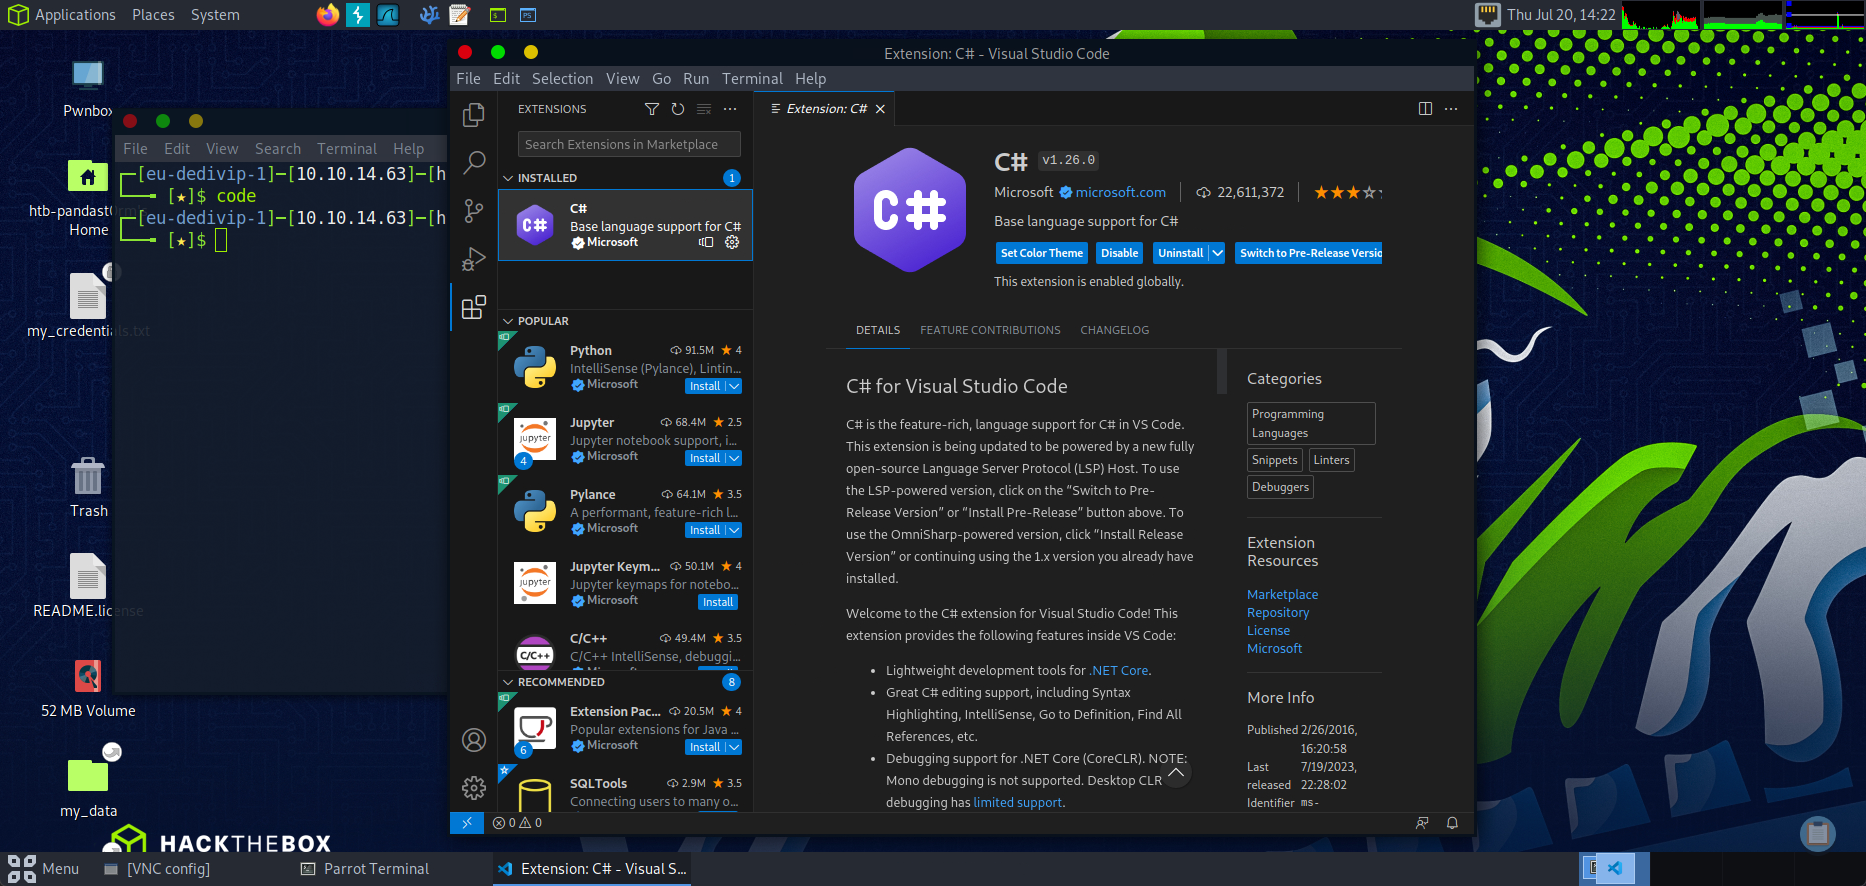 Applications Places System
Thu Jul 20, 14:22
Pwnbox
Home
my_credentials.txt
Trash
README.license
52 MB Volume
my_data
HACKTHEBOX
File Edit View Search Terminal Help
[eu-dedivip-1]─[10.10.14.63]─[h
[★]$ code
[eu-dedivip-1]─[10.10.14.63]─[h
[★]$
Extension: C# - Visual Studio Code
File Edit Selection View Go Run Terminal Help
EXTENSIONS
Search Extensions in Marketplace
INSTALLED 1
C#
C#
Base language support for C#
Microsoft
POPULAR
Python 91.5M 4
IntelliSense (Pylance), Lintin...
Microsoft Install
Jupyter 68.4M 2.5
jupyter
Jupyter notebook support, i...
4 Microsoft Install
Pylance 64.1M 3.5
A performant, feature-rich l...
Microsoft Install
Jupyter Keym... 50.1M 4
jupyter
Jupyter keymaps for notebo...
Microsoft Install
C/C++ 49.4M 3.5
C/C++
C/C++ IntelliSense, debuggi...
RECOMMENDED 8
Extension Pac... 20.5M 4
Popular extensions for Java ...
6 Microsoft Install
SQLTools 2.9M 3.5
Connecting users to many o...
Extension: C#
C#
C# v1.26.0
Microsoft microsoft.com 22,611,372
Base language support for C#
Set Color Theme Disable Uninstall Switch to Pre-Release Versio
This extension is enabled globally.
DETAILS FEATURE CONTRIBUTIONS CHANGELOG
C# for Visual Studio Code
C# is the feature-rich, language support for C# in VS Code.
This extension is being updated to be powered by a new fully
open-source Language Server Protocol (LSP) Host. To use
the LSP-powered version, click on the “Switch to Pre-
Release Version” or “Install Pre-Release” button above. To
use the OmniSharp-powered version, click “Install Release
Version” or continuing using the 1.x version you already have
installed.
Welcome to the C# extension for Visual Studio Code! This
extension provides the following features inside VS Code:
• Lightweight development tools for .NET Core.
• Great C# editing support, including Syntax
Highlighting, IntelliSense, Go to Definition, Find All
References, etc.
• Debugging support for .NET Core (CoreCLR). NOTE:
Mono debugging is not supported. Desktop CLR
debugging has limited support.
Categories
Programming
Languages
Snippets Linters
Debuggers
Extension
Resources
Marketplace
Repository
License
Microsoft
More Info
Published 2/26/2016,
16:20:58
Last 7/19/2023,
released 22:28:02
Identifier ms-
0 0
Menu [VNC config] Parrot Terminal Extension: C# - Visual S...